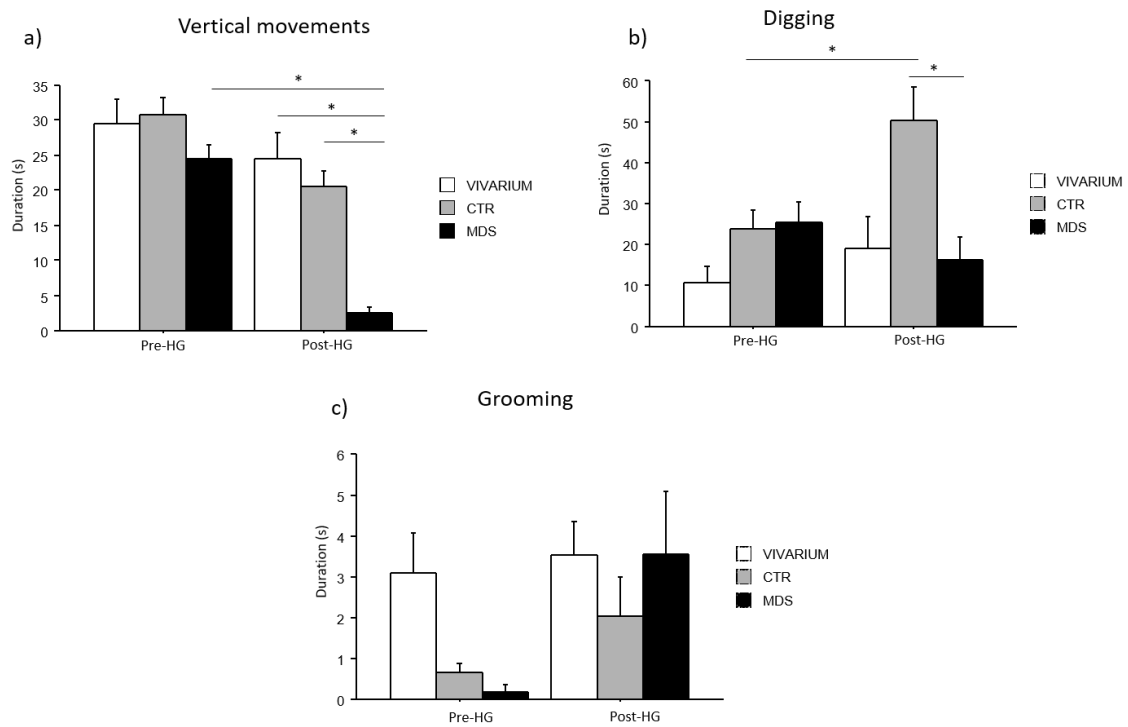 a)
Vertical movements
*
*
*
Duration (s)
35
30
25
20
15
10
5
0
Pre-HG
Post-HG
VIVARIUM
CTR
MDS
b)
Digging
*
*
Duration (s)
60
50
40
30
20
10
0
Pre-HG
Post-HG
VIVARIUM
CTR
MDS
c)
Grooming
Duration (s)
6
5
4
3
2
1
0
Pre-HG
Post-HG
VIVARIUM
CTR
MDS